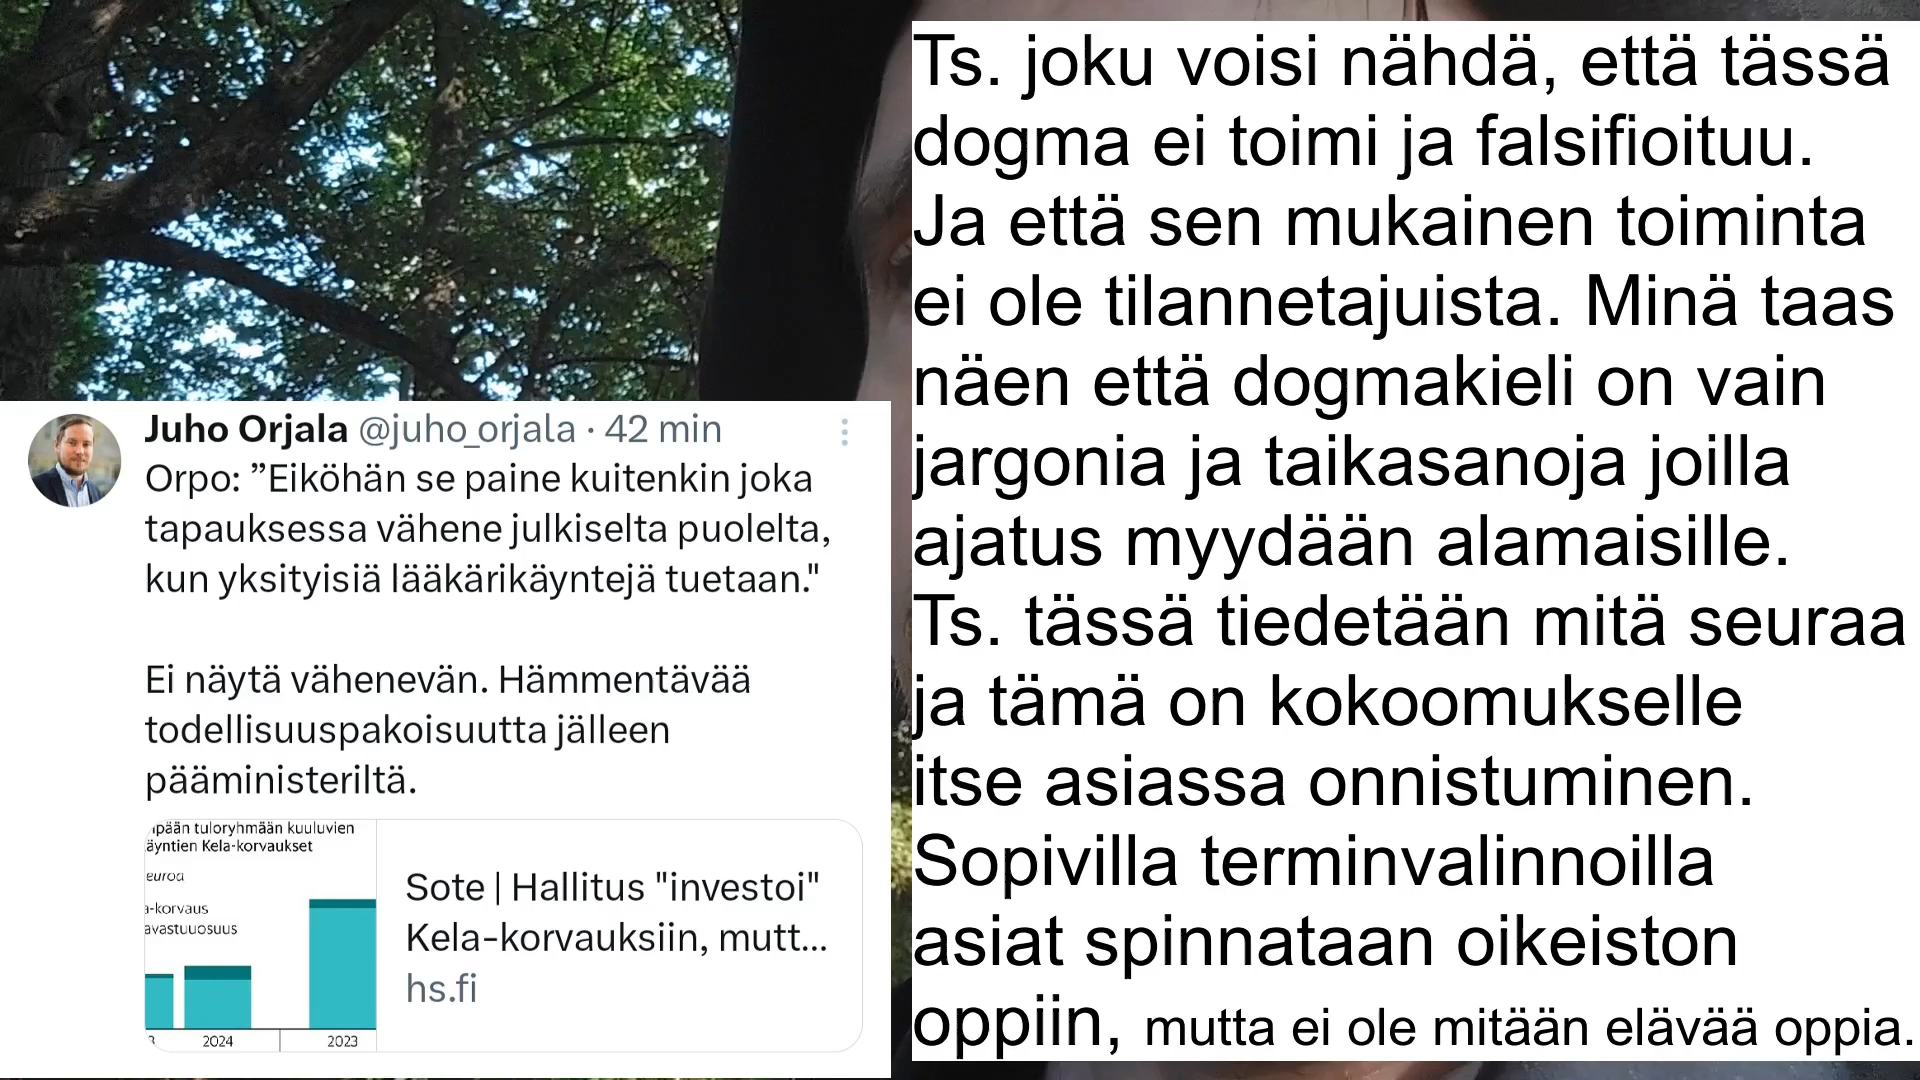 Ts. joku voisi nähdä, että tässä
dogma ei toimi ja falsifioituu.
Ja että sen mukainen toiminta
ei ole tilannetajuista. Minä taas
näen että dogmakieli on vain
jargonia ja taikasanoja joilla
ajatus myydään alamaisille.
Ts. tässä tiedetään mitä seuraa
ja tämä on kokoomukselle
itse asiassa onnistuminen.
Sopivilla terminvalinnoilla
asiat spinnataan oikeiston
oppiin, mutta ei ole mitään elävää oppia.
Juho Orjala @juho_orjala · 42 min
Orpo: ”Eiköhän se paine kuitenkin joka
tapauksessa vähene julkiselta puolelta,
kun yksityisiä lääkärikäyntejä tuetaan."
Ei näytä vähenevän. Hämmentävää
todellisuuspakoisuutta jälleen
pääministeriltä.
ipään tuloryhmään kuuluvien
äyntien Kela-korvaukset
euroa
a-korvaus
avastuuosuus
2024
2023
Sote | Hallitus "investoi"
Kela-korvauksiin, mutt...
hs.fi